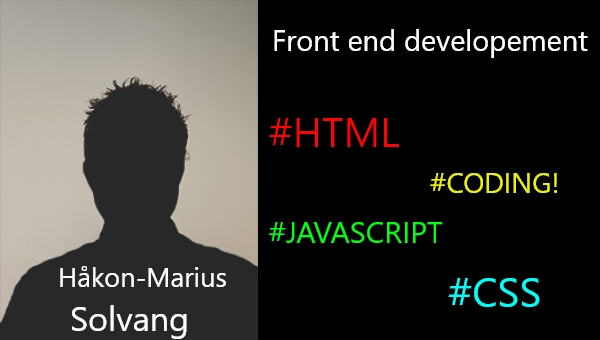 Front end developement
#HTML
#CODING!
#JAVASCRIPT
#CSS
Håkon-Marius
Solvang